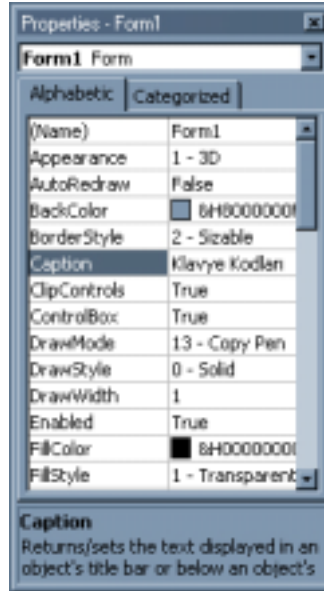 Properties - Form1
Form1 Form
Alphabetic Categorized
(Name) Form1
Appearance 1 - 3D
AutoRedraw False
BackColor &H8000000
BorderStyle 2 - Sizable
Caption Klavye Kodlan
ClipControls True
ControlBox True
DrawMode 13 - Copy Pen
DrawStyle 0 - Solid
DrawWidth 1
Enabled True
FillColor &H0000000
FillStyle 1 - Transparent
Caption
Returns/sets the text displayed in an
object's title bar or below an object's